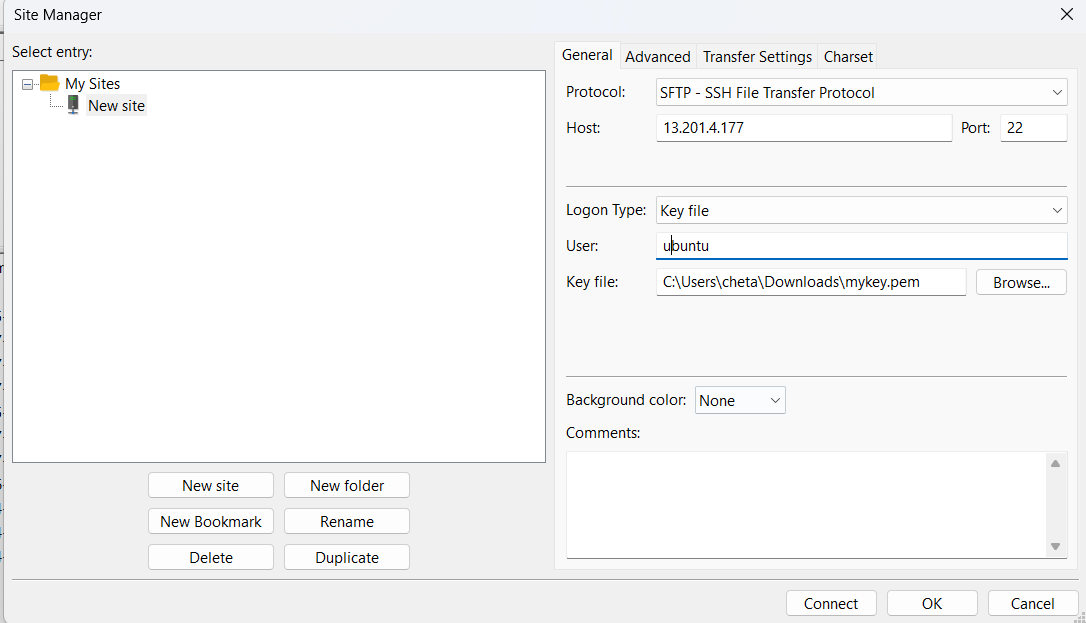 Site Manager
Select entry:
My Sites
New site
New site
New folder
New Bookmark
Rename
Delete
Duplicate
General
Advanced
Transfer Settings
Charset
Protocol:
SFTP - SSH File Transfer Protocol
Host:
13.201.4.177
Port:
22
Logon Type:
Key file
User:
ubuntu
Key file:
C:\Users\cheta\Downloads\mykey.pem
Browse...
Background color:
None
Comments:
Connect
OK
Cancel